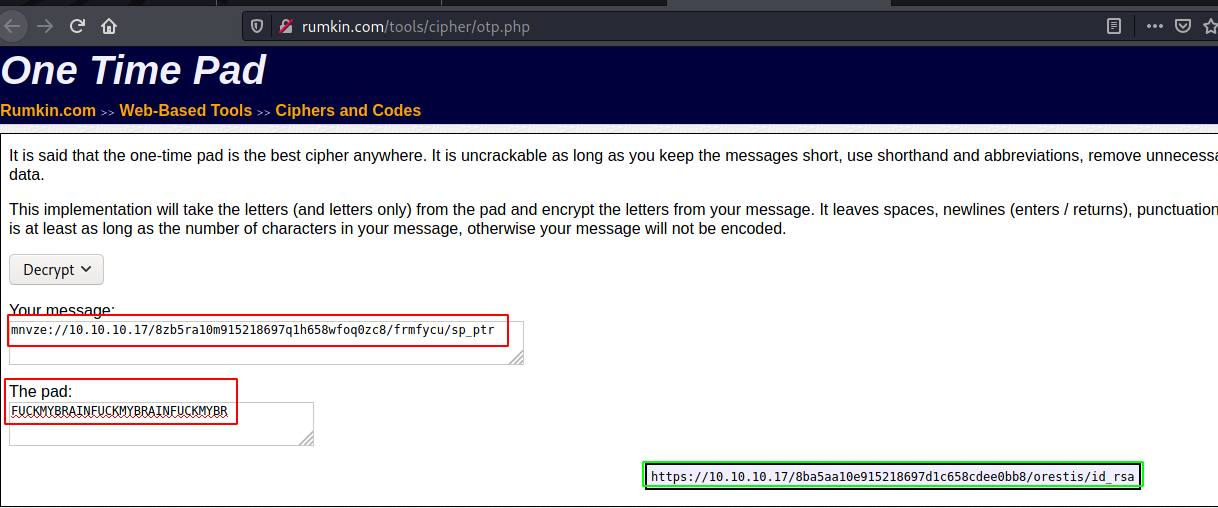 rumkin.com/tools/cipher/otp.php
One Time Pad
Rumkin.com >> Web-Based Tools >> Ciphers and Codes
It is said that the one-time pad is the best cipher anywhere. It is uncrackable as long as you keep the messages short, use shorthand and abbreviations, remove unnecessa
data.
This implementation will take the letters (and letters only) from the pad and encrypt the letters from your message. It leaves spaces, newlines (enters / returns), punctuation
is at least as long as the number of characters in your message, otherwise your message will not be encoded.
Decrypt
Your message:
mnvze://10.10.10.17/8zb5ra10m915218697q1h658wfoq0zc8/frmfycu/sp_ptr
The pad:
FUCKMYBRAINFUCKMYBRAINFUCKMYBR
https://10.10.10.17/8ba5aa10e915218697d1c658cdee0bb8/orestis/id_rsa